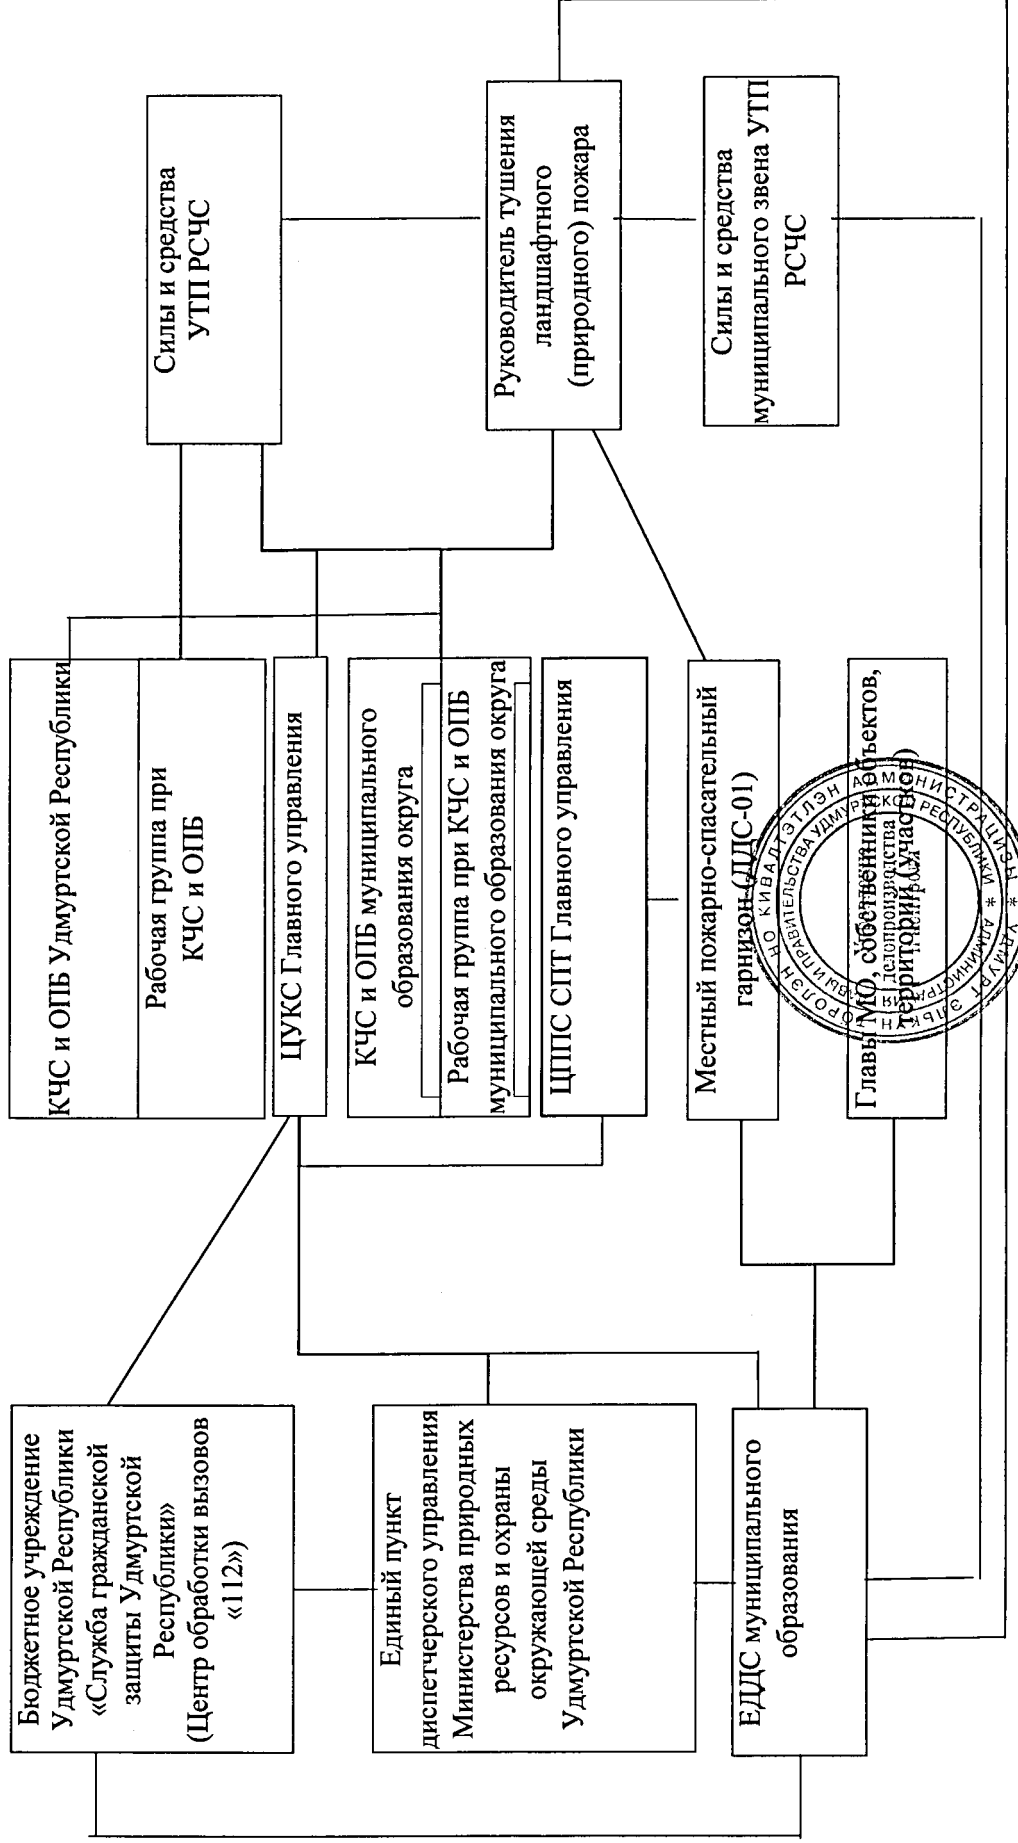 Бюджетное учреждение
Удмуртской Республики
«Служба гражданской
защиты Удмуртской
Республики»
(Центр обработки вызовов
«112»)
Единый пункт
диспетчерского управления
Министерства природных
ресурсов и охраны
окружающей среды
Удмуртской Республики
ЕДДС муниципального
образования
КЧС и ОПБ Удмуртской Республики
Рабочая группа при
КЧС и ОПБ
ЦУКС Главного управления
КЧС и ОПБ муниципального
образования округа
Рабочая группа при КЧС и ОПБ
муниципального образования округа
ЦППС СПТ Главного управления
Местный пожарно-спасательный
гарнизон (ДДС-01)
Главы МО, собственники объектов,
территорий (участков)
Силы и средства
УТП РСЧС
Руководитель тушения
ландшафтного
(природного) пожара
Силы и средства
муниципального звена УТП
РСЧС
делопроизводства